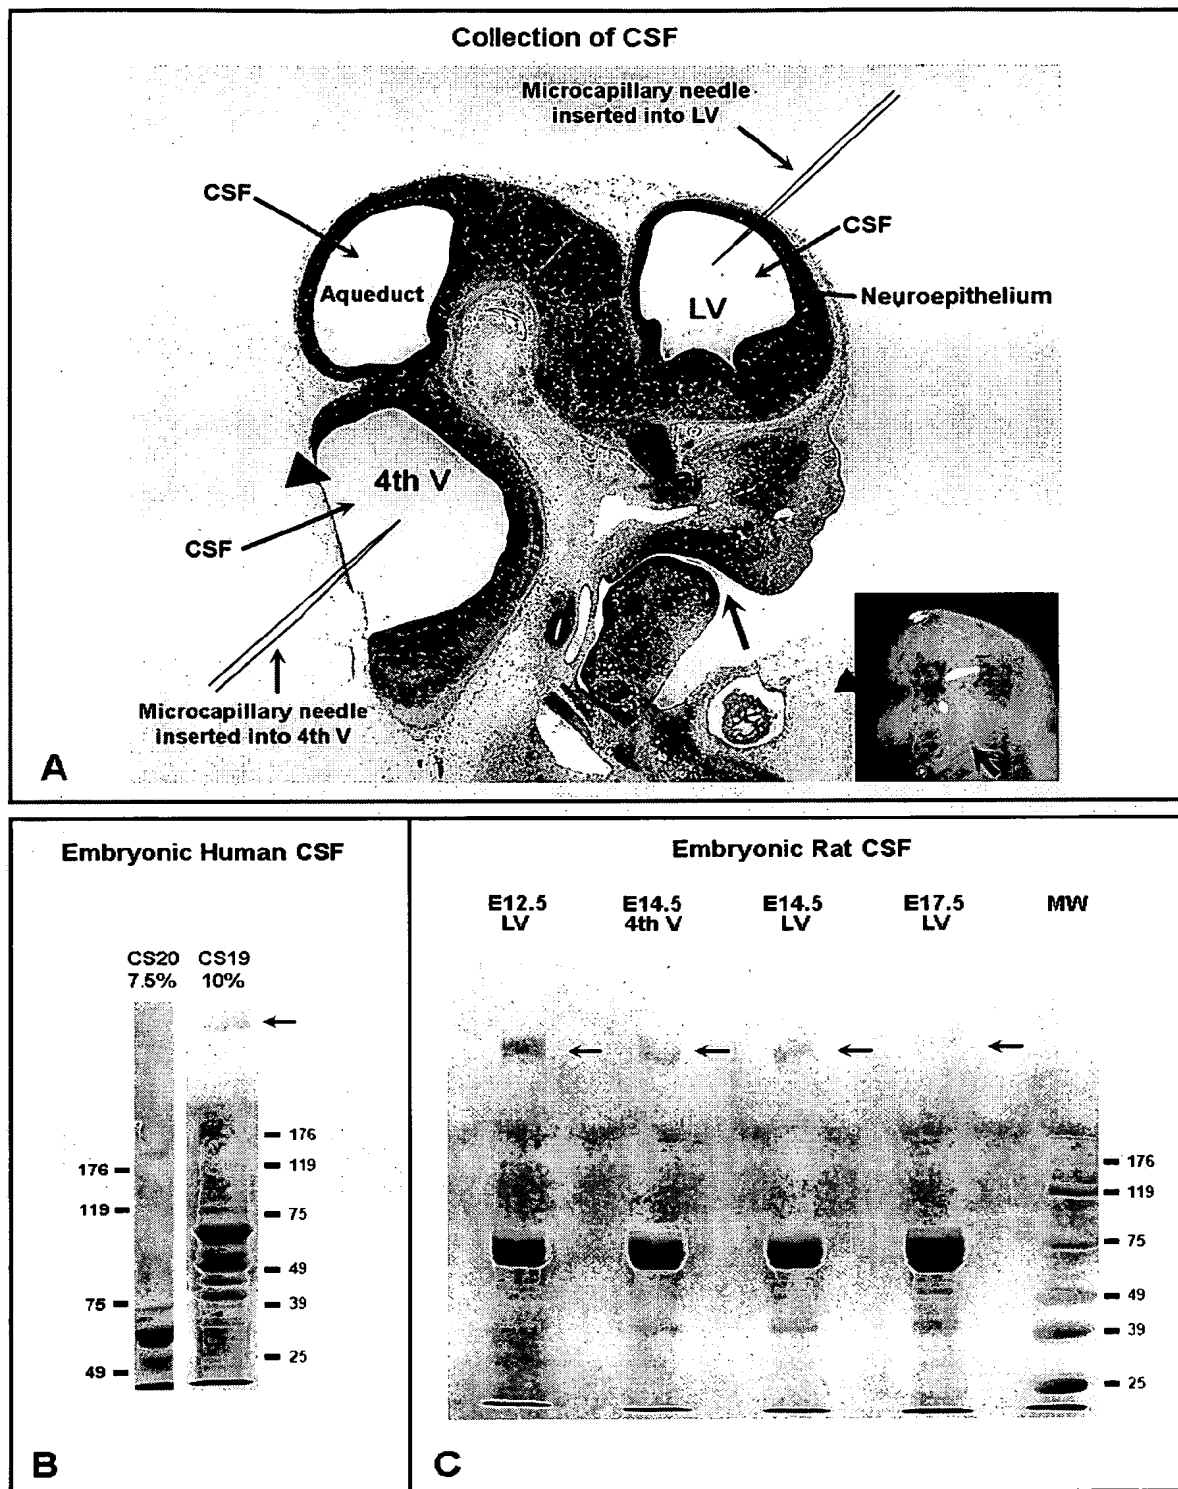 Collection of CSF
Microcapillary needle
inserted into LV
CSF
CSF
Aqueduct
LV
Neuroepithelium
4th V
CSF
Microcapillary needle
inserted into 4th V
A
Embryonic Human CSF
CS20 CS19
7.5% 10%
176
119
75
49
176
119
75
49
39
25
B
Embryonic Rat CSF
E12.5 E14.5 E14.5 E17.5 MW
LV 4th V LV LV
176
119
75
49
39
25
C